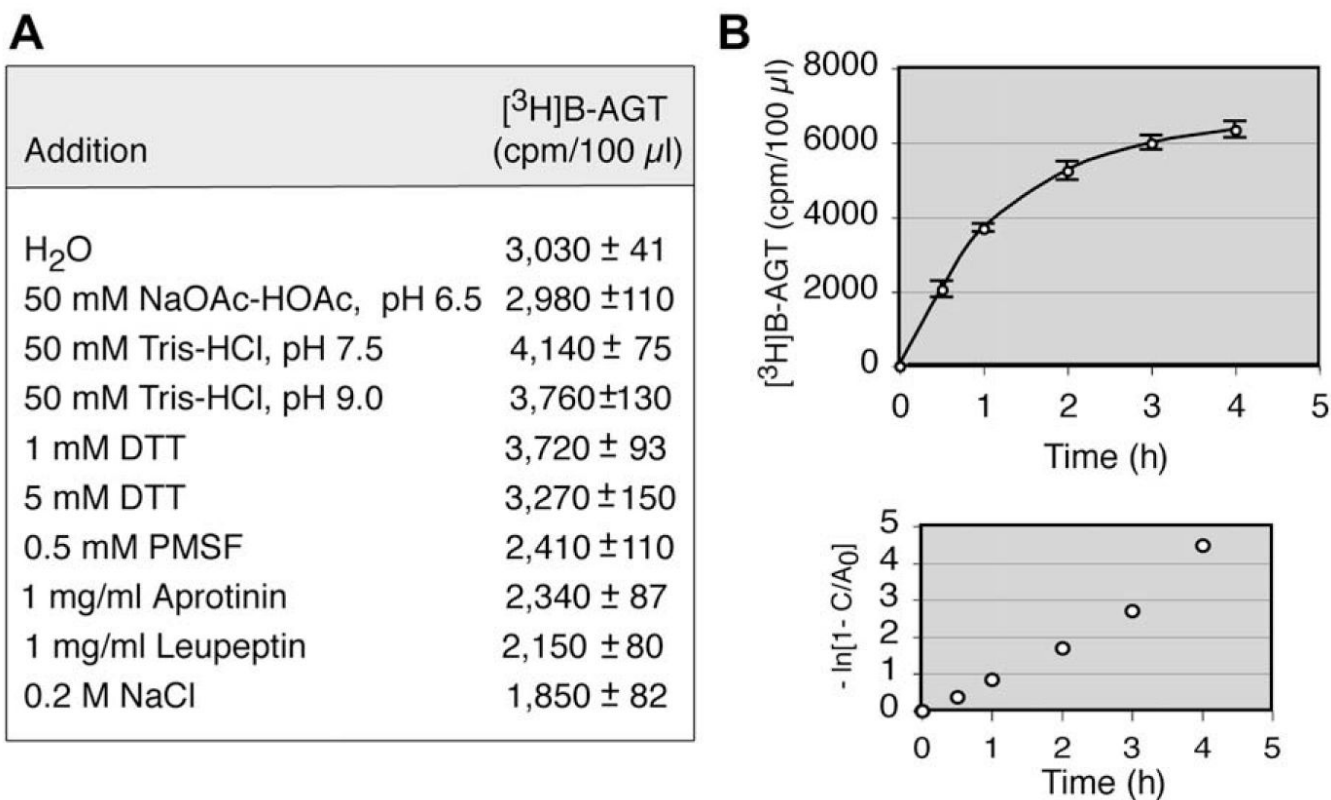 A
Addition
[³H]B-AGT
(cpm/100 µl)
H₂O 3,030 ± 41
50 mM NaOAc-HOAc, pH 6.5 2,980 ±110
50 mM Tris-HCl, pH 7.5 4,140 ± 75
50 mM Tris-HCl, pH 9.0 3,760±130
1 mM DTT 3,720 ± 93
5 mM DTT 3,270 ±150
0.5 mM PMSF 2,410 ±110
1 mg/ml Aprotinin 2,340 ± 87
1 mg/ml Leupeptin 2,150 ± 80
0.2 M NaCl 1,850 ± 82
B
[³H]B-AGT (cpm/100 µl)
8000
6000
4000
2000
0
0 1 2 3 4 5
Time (h)
- ln[1- C/A₀]
5
4
3
2
1
0
0 1 2 3 4 5
Time (h)